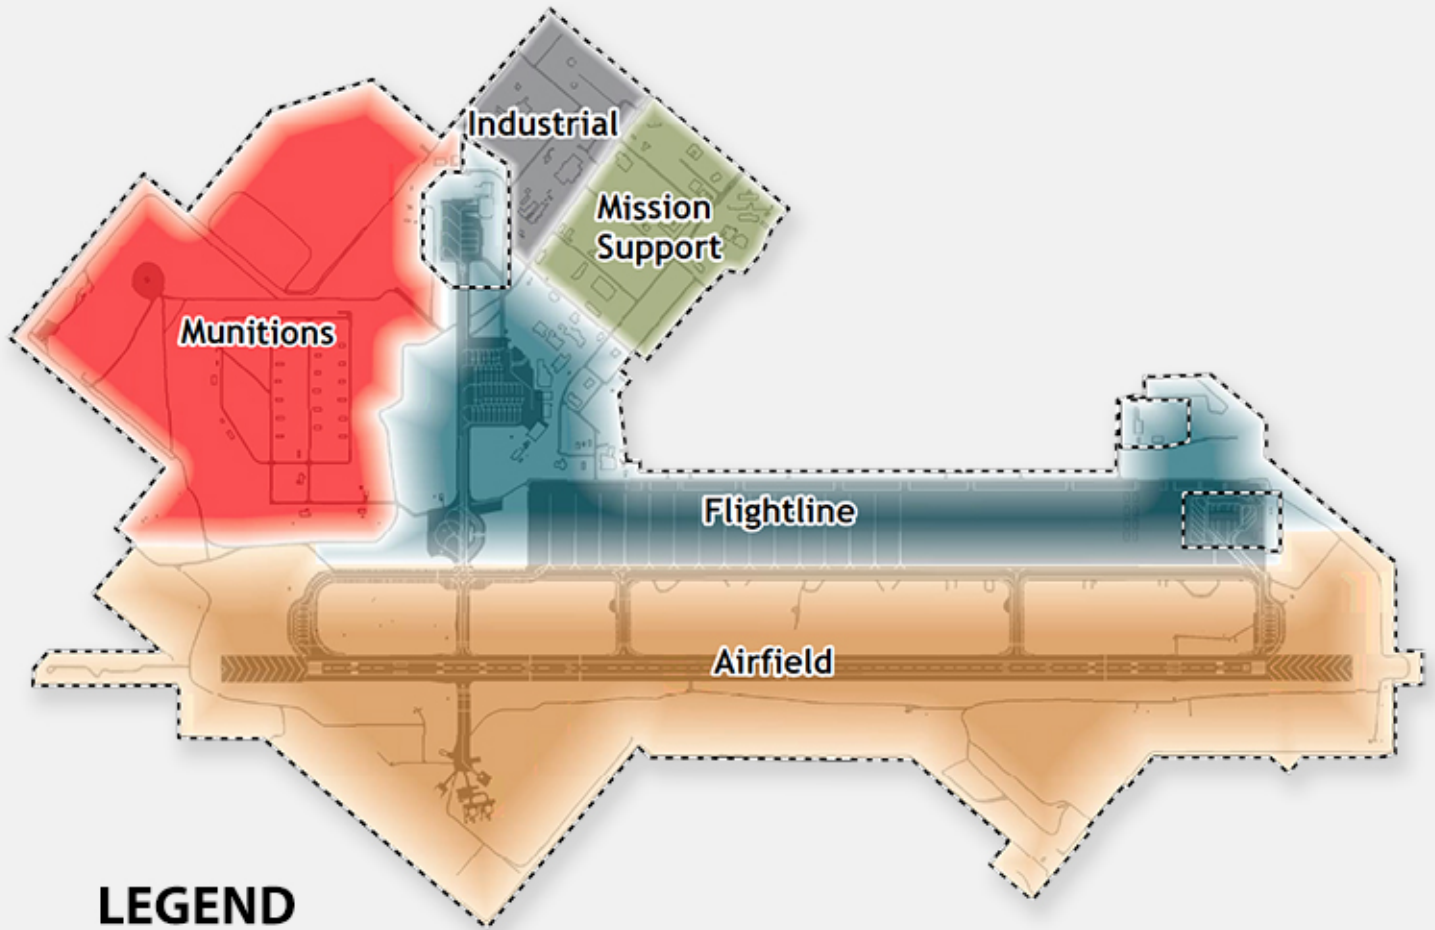 Industrial
Mission
Support
Munitions
Flightline
Airfield
LEGEND